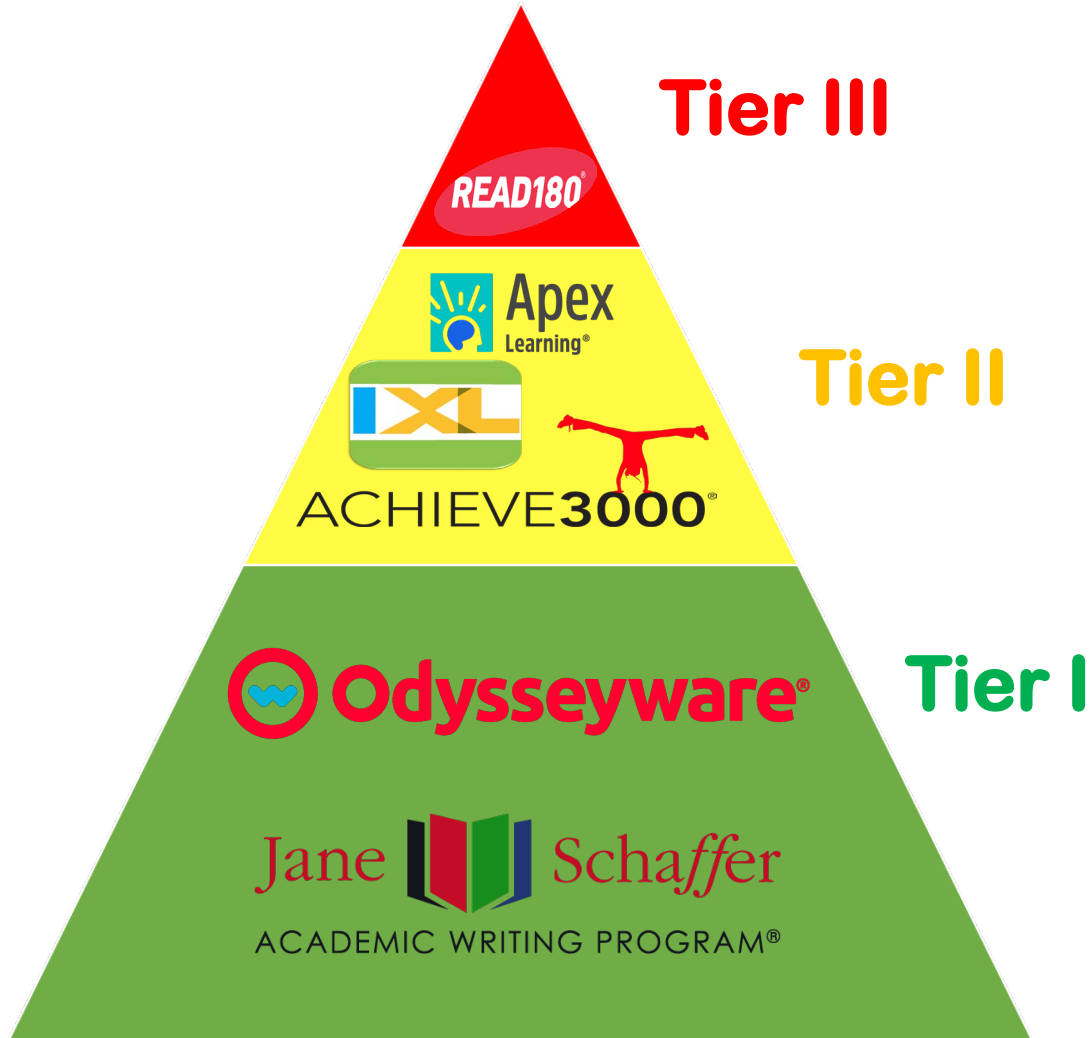 Tier III
READ180®
Apex
Learning®
Tier II
IXL
ACHIEVE3000®
Odysseyware®
Tier I
Jane Schaffer
ACADEMIC WRITING PROGRAM®